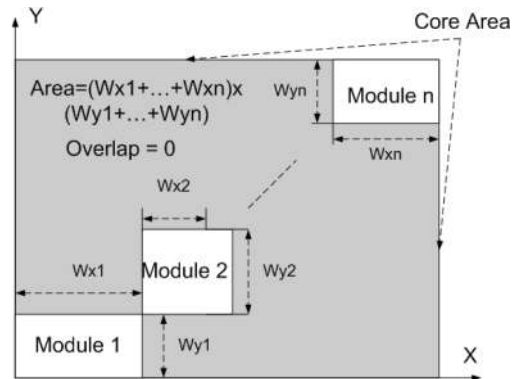 Y
Core Area
Area=(Wx1+...+Wxn)x
(Wy1+...+Wyn)
Overlap = 0
Wyn
Module n
Wxn
Wx2
Wx1
Module 2
Wy2
Module 1
Wy1
X